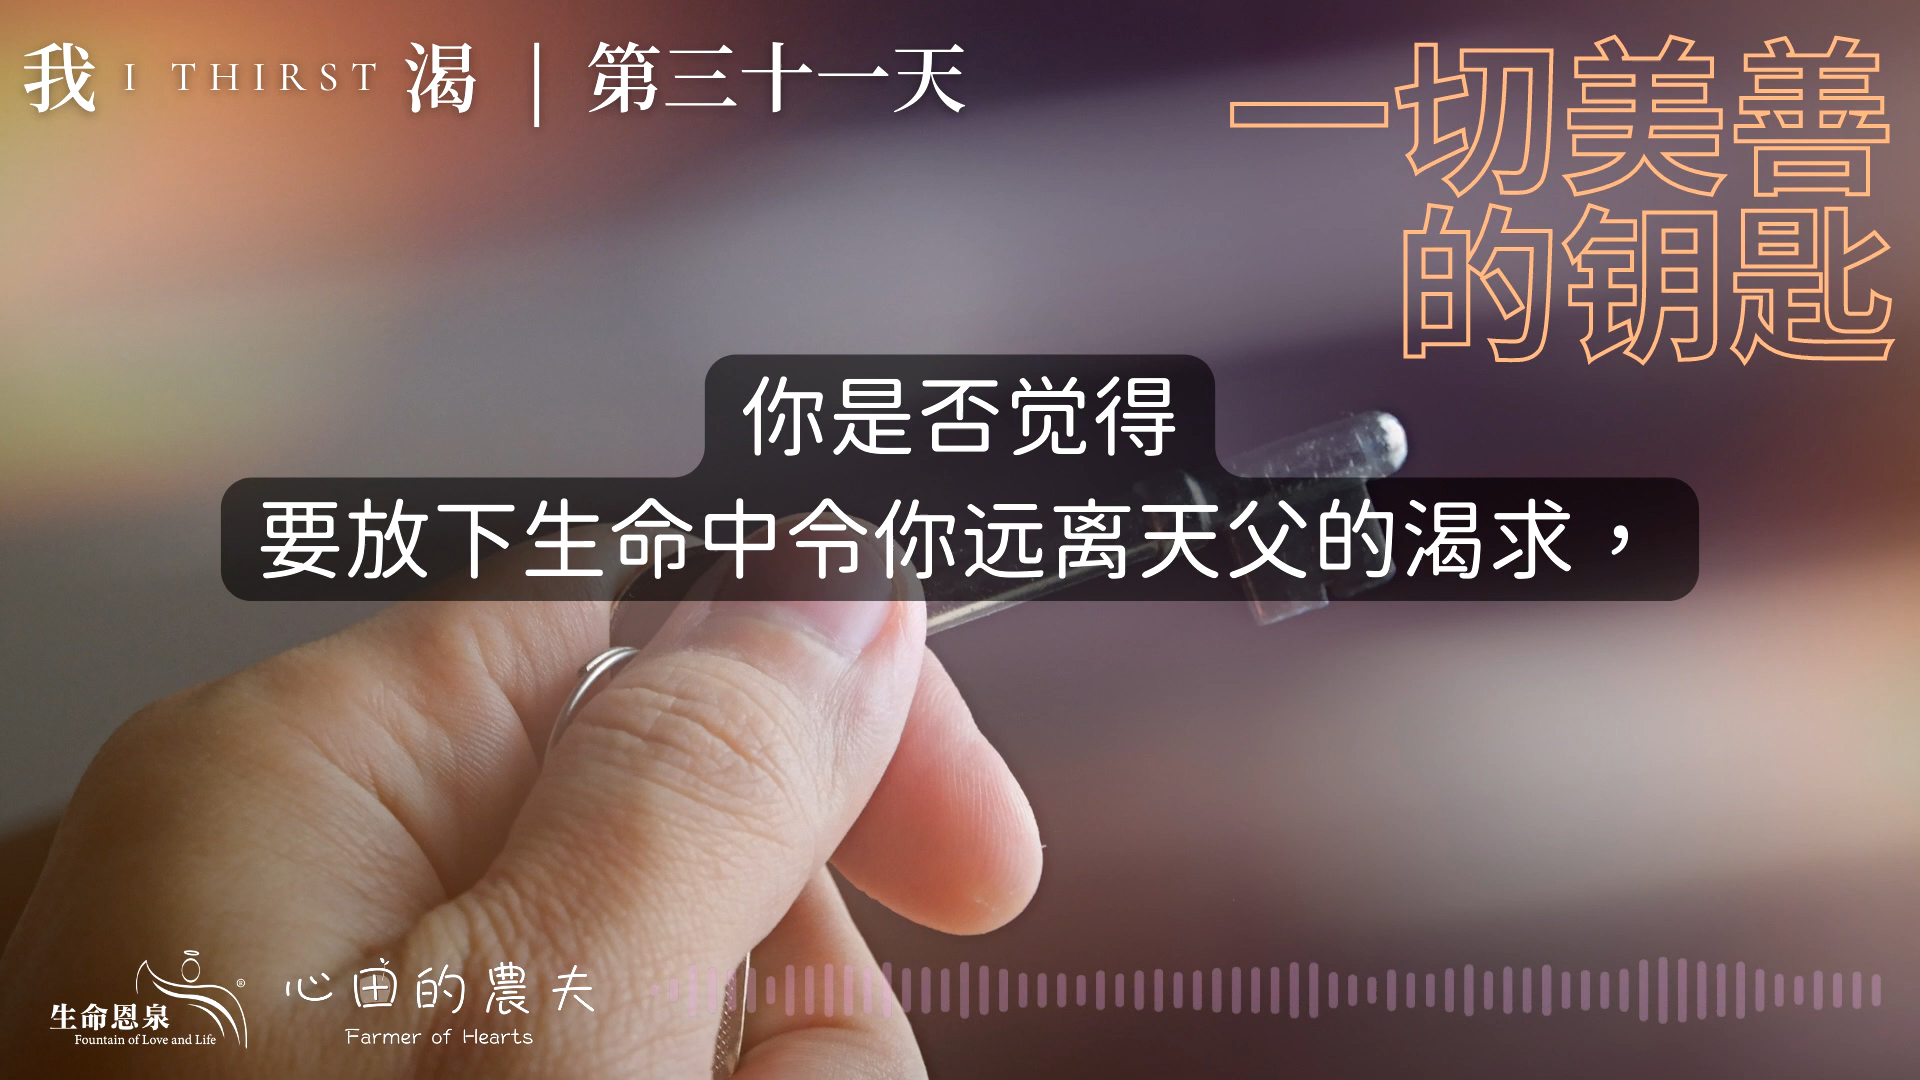 我 I THIRST 渴 | 第三十一天
一切美善
的钥匙
你是否觉得
要放下生命中令你远离天父的渴求，
生命恩泉
Fountain of Love and Life
®
心田的農夫
Farmer of Hearts